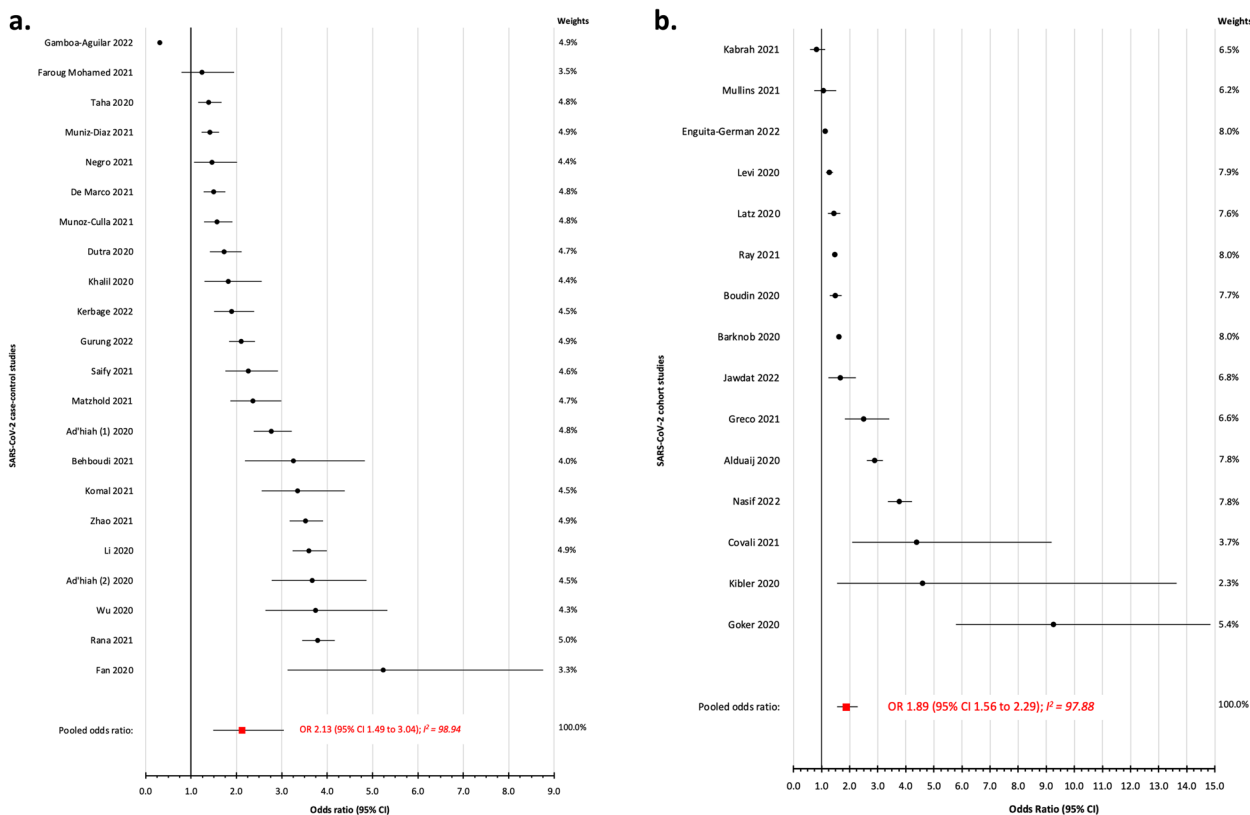 a.
Weights
Gamboa-Aguilar 2022 4.9%
Faroug Mohamed 2021 3.5%
Taha 2020 4.8%
Muniz-Diaz 2021 4.9%
Negro 2021 4.4%
De Marco 2021 4.8%
Munoz-Culla 2021 4.8%
Dutra 2020 4.7%
Khalil 2020 4.4%
Kerbage 2022 4.5%
Gurung 2022 4.9%
Saify 2021 4.6%
Matzhold 2021 4.7%
Ad'hiah (1) 2020 4.8%
Behboudi 2021 4.0%
Komal 2021 4.5%
Zhao 2021 4.9%
Li 2020 4.9%
Ad'hiah (2) 2020 4.5%
Wu 2020 4.3%
Rana 2021 5.0%
Fan 2020 3.3%
Pooled odds ratio: OR 2.13 (95% CI 1.49 to 3.04); I² = 98.94 100.0%
SARS-CoV-2 case-control studies
0.0 1.0 2.0 3.0 4.0 5.0 6.0 7.0 8.0 9.0
Odds ratio (95% CI)
b.
Weights
Kabrah 2021 6.5%
Mullins 2021 6.2%
Enguita-German 2022 8.0%
Levi 2020 7.9%
Latz 2020 7.6%
Ray 2021 8.0%
Boudin 2020 7.7%
Barknob 2020 8.0%
Jawdat 2022 6.8%
Greco 2021 6.6%
Alduaij 2020 7.8%
Nasif 2022 7.8%
Covali 2021 3.7%
Kibler 2020 2.3%
Goker 2020 5.4%
Pooled odds ratio: OR 1.89 (95% CI 1.56 to 2.29); I² = 97.88 100.0%
SARS-CoV-2 cohort studies
0.0 1.0 2.0 3.0 4.0 5.0 6.0 7.0 8.0 9.0 10.0 11.0 12.0 13.0 14.0 15.0
Odds Ratio (95% CI)